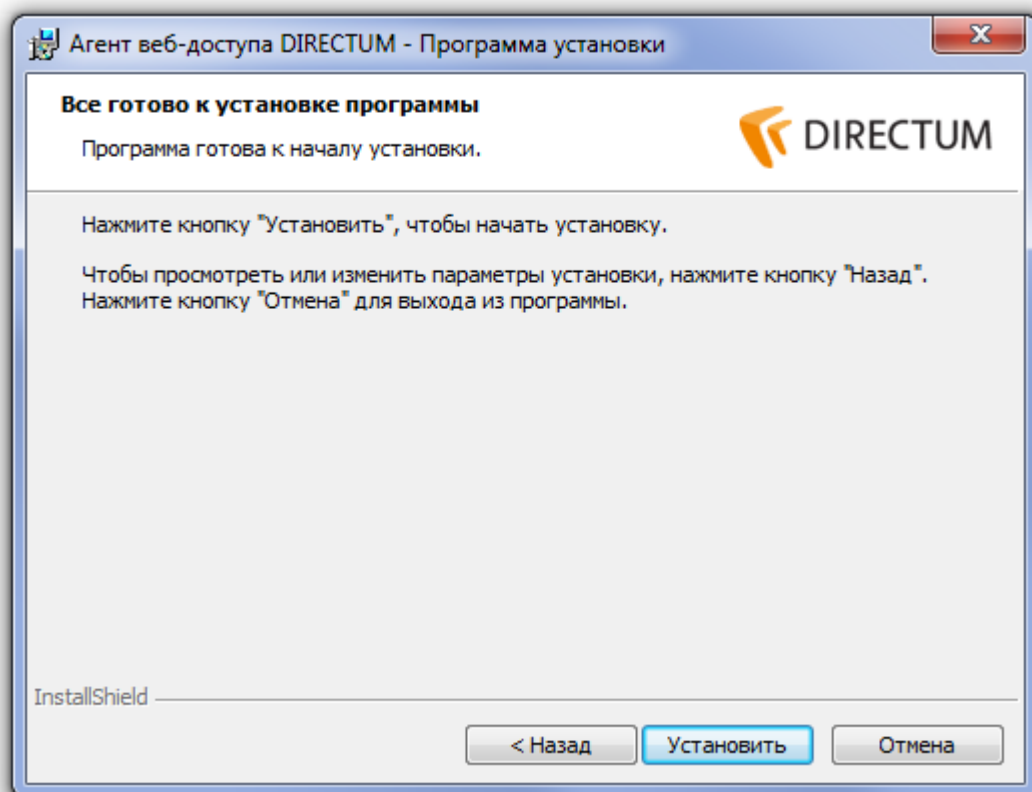 Агент веб-доступа DIRECTUM - Программа установки
Все готово к установке программы
Программа готова к началу установки.
DIRECTUM
Нажмите кнопку "Установить", чтобы начать установку.
Чтобы просмотреть или изменить параметры установки, нажмите кнопку "Назад".
Нажмите кнопку "Отмена" для выхода из программы.
InstallShield
< Назад
Установить
Отмена